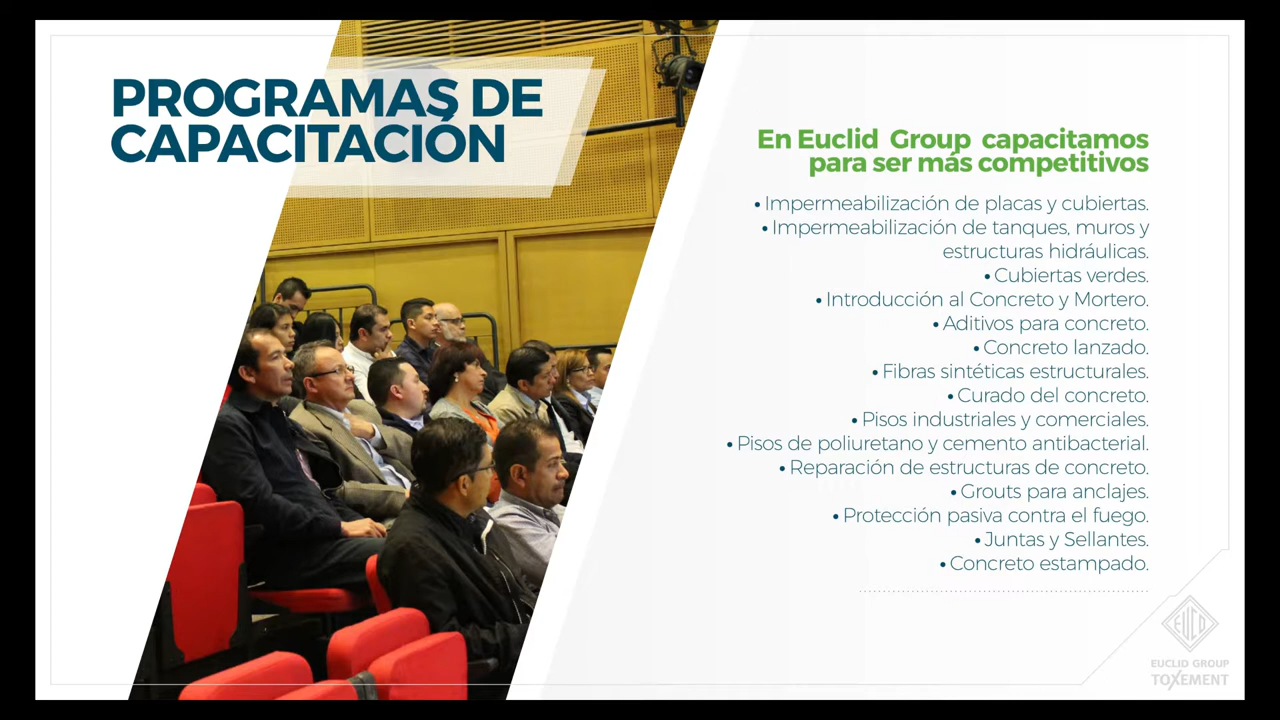 PROGRAMAS DE
CAPACITACIÓN
En Euclid Group capacitamos
para ser más competitivos
• Impermeabilización de placas y cubiertas.
• Impermeabilización de tanques, muros y
estructuras hidráulicas.
• Cubiertas verdes.
• Introducción al Concreto y Mortero.
• Aditivos para concreto.
• Concreto lanzado.
• Fibras sintéticas estructurales.
• Curado del concreto.
• Pisos industriales y comerciales.
• Pisos de poliuretano y cemento antibacterial.
• Reparación de estructuras de concreto.
• Grouts para anclajes.
• Protección pasiva contra el fuego.
• Juntas y Sellantes.
• Concreto estampado.
EUCO
EUCLID GROUP
TOXEMENT